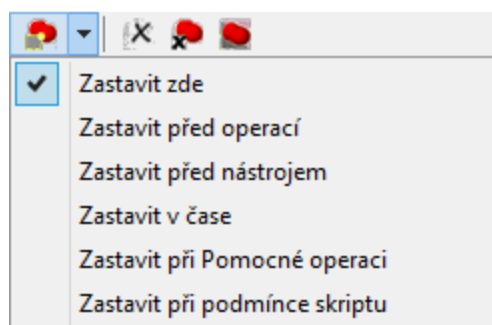 Zastavit zde
Zastavit před operací
Zastavit před nástrojem
Zastavit v čase
Zastavit při Pomocné operaci
Zastavit při podmínce skriptu